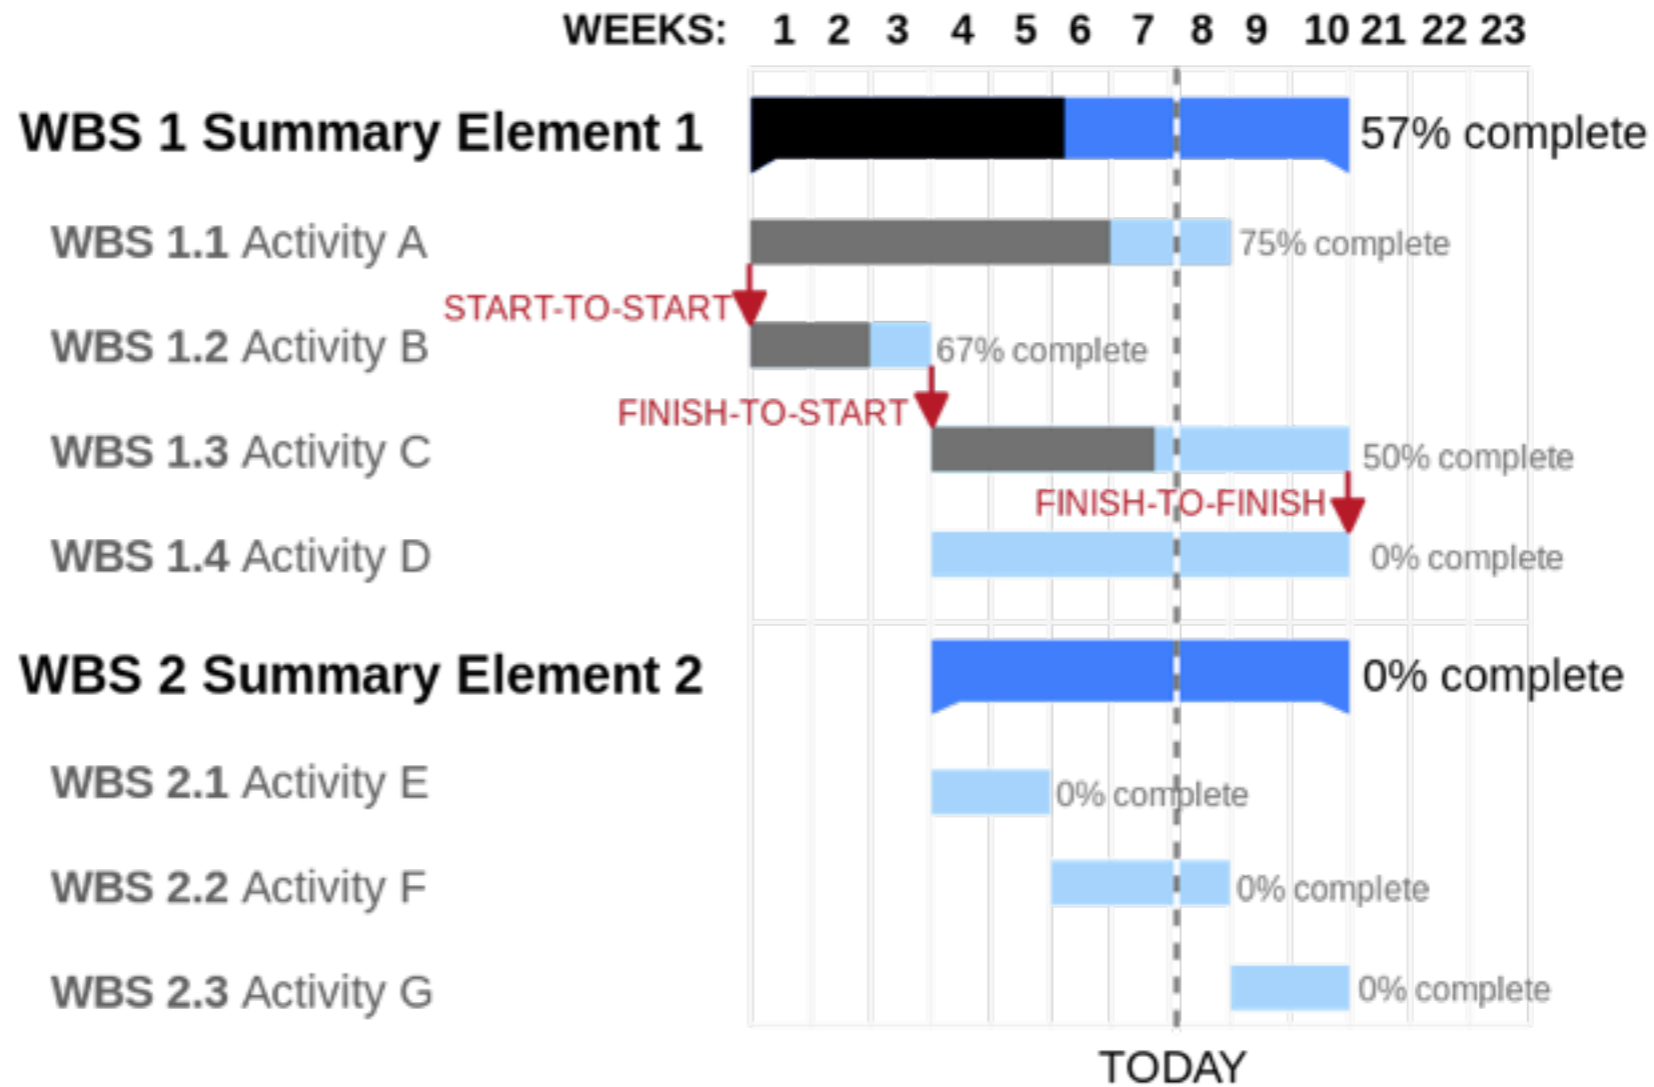 WEEKS: 1 2 3 4 5 6 7 8 9 10 21 22 23
WBS 1 Summary Element 1 57% complete
WBS 1.1 Activity A 75% complete
START-TO-START
WBS 1.2 Activity B 67% complete
FINISH-TO-START
WBS 1.3 Activity C 50% complete
FINISH-TO-FINISH
WBS 1.4 Activity D 0% complete
WBS 2 Summary Element 2 0% complete
WBS 2.1 Activity E 0% complete
WBS 2.2 Activity F 0% complete
WBS 2.3 Activity G 0% complete
TODAY